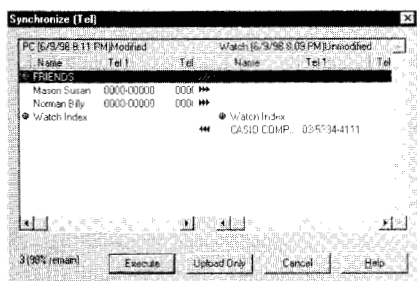 Synchronize (Tel)
PC [6/9/98 8:11 PM]Modified Watch [6/9/98 8:09 PM]Unmodified
Name Tel 1 Tel Name Tel 1 Tel
FRIENDS
Mason Susan 0000-00000 000(
Norman Billy 0000-00000 000(
Watch Index Watch Index
CASIO COMP... 03-5334-4111
3 [98% remain] Execute Upload Only Cancel Help